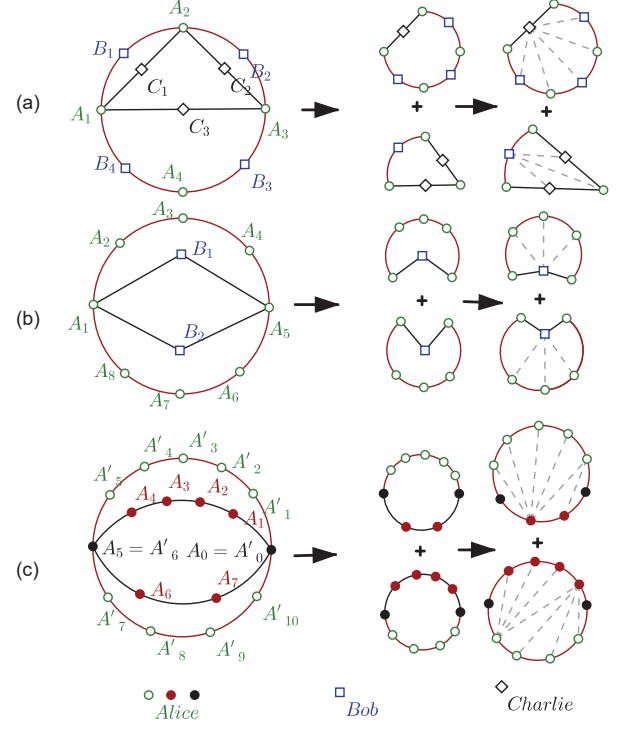 (a)
A₂
B₁
B₂
C₁
C₂
A₁
C₃
A₃
B₄
A₄
B₃
+
+
(b)
A₃
A₂
A₄
B₁
A₁
A₅
B₂
A₈
A₇
A₆
+
+
(c)
A'₃
A'₄
A'₂
A'₅
A₃
A₂
A₄
A₁
A'₁
A₅ = A'₆
A₀ = A'₀
A₆
A₇
A'₇
A'₁₀
A'₈
A'₉
+
+
Alice
Bob
Charlie